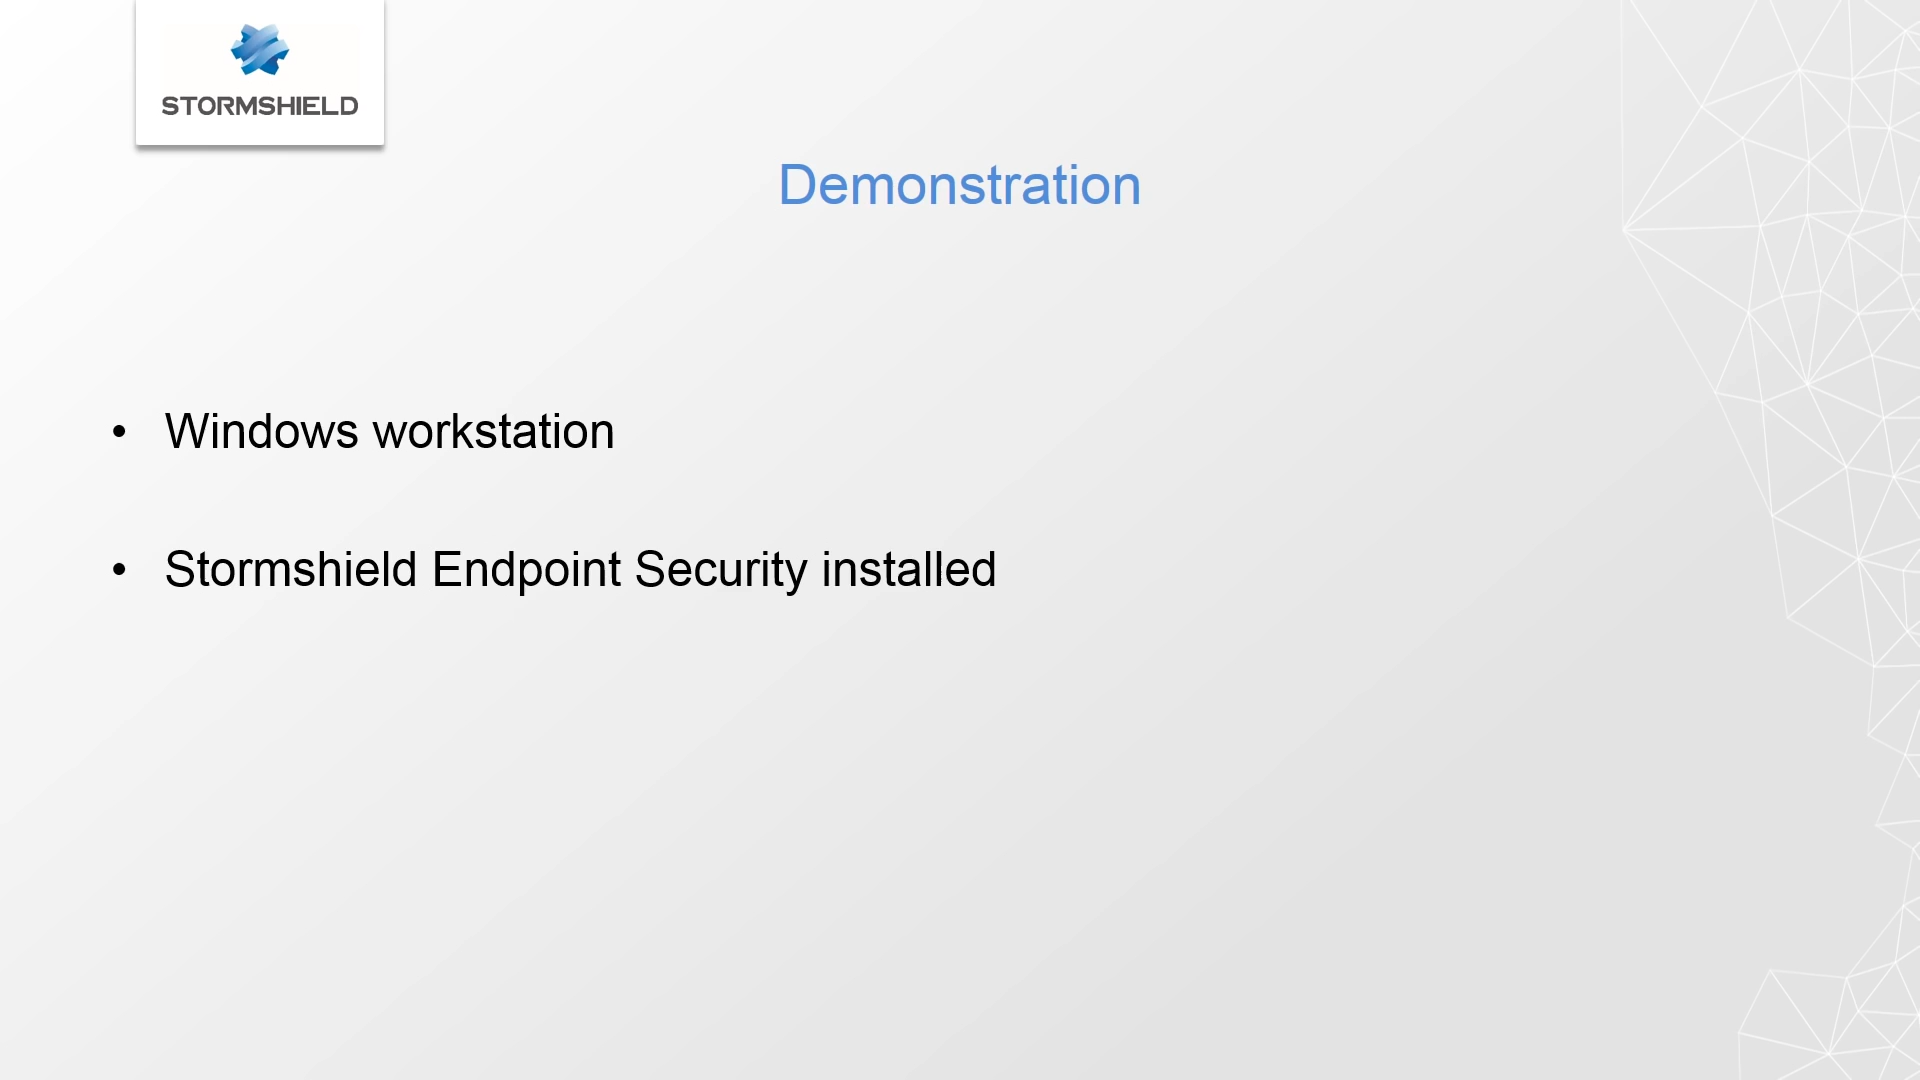 STORMSHIELD
Demonstration
• Windows workstation
• Stormshield Endpoint Security installed